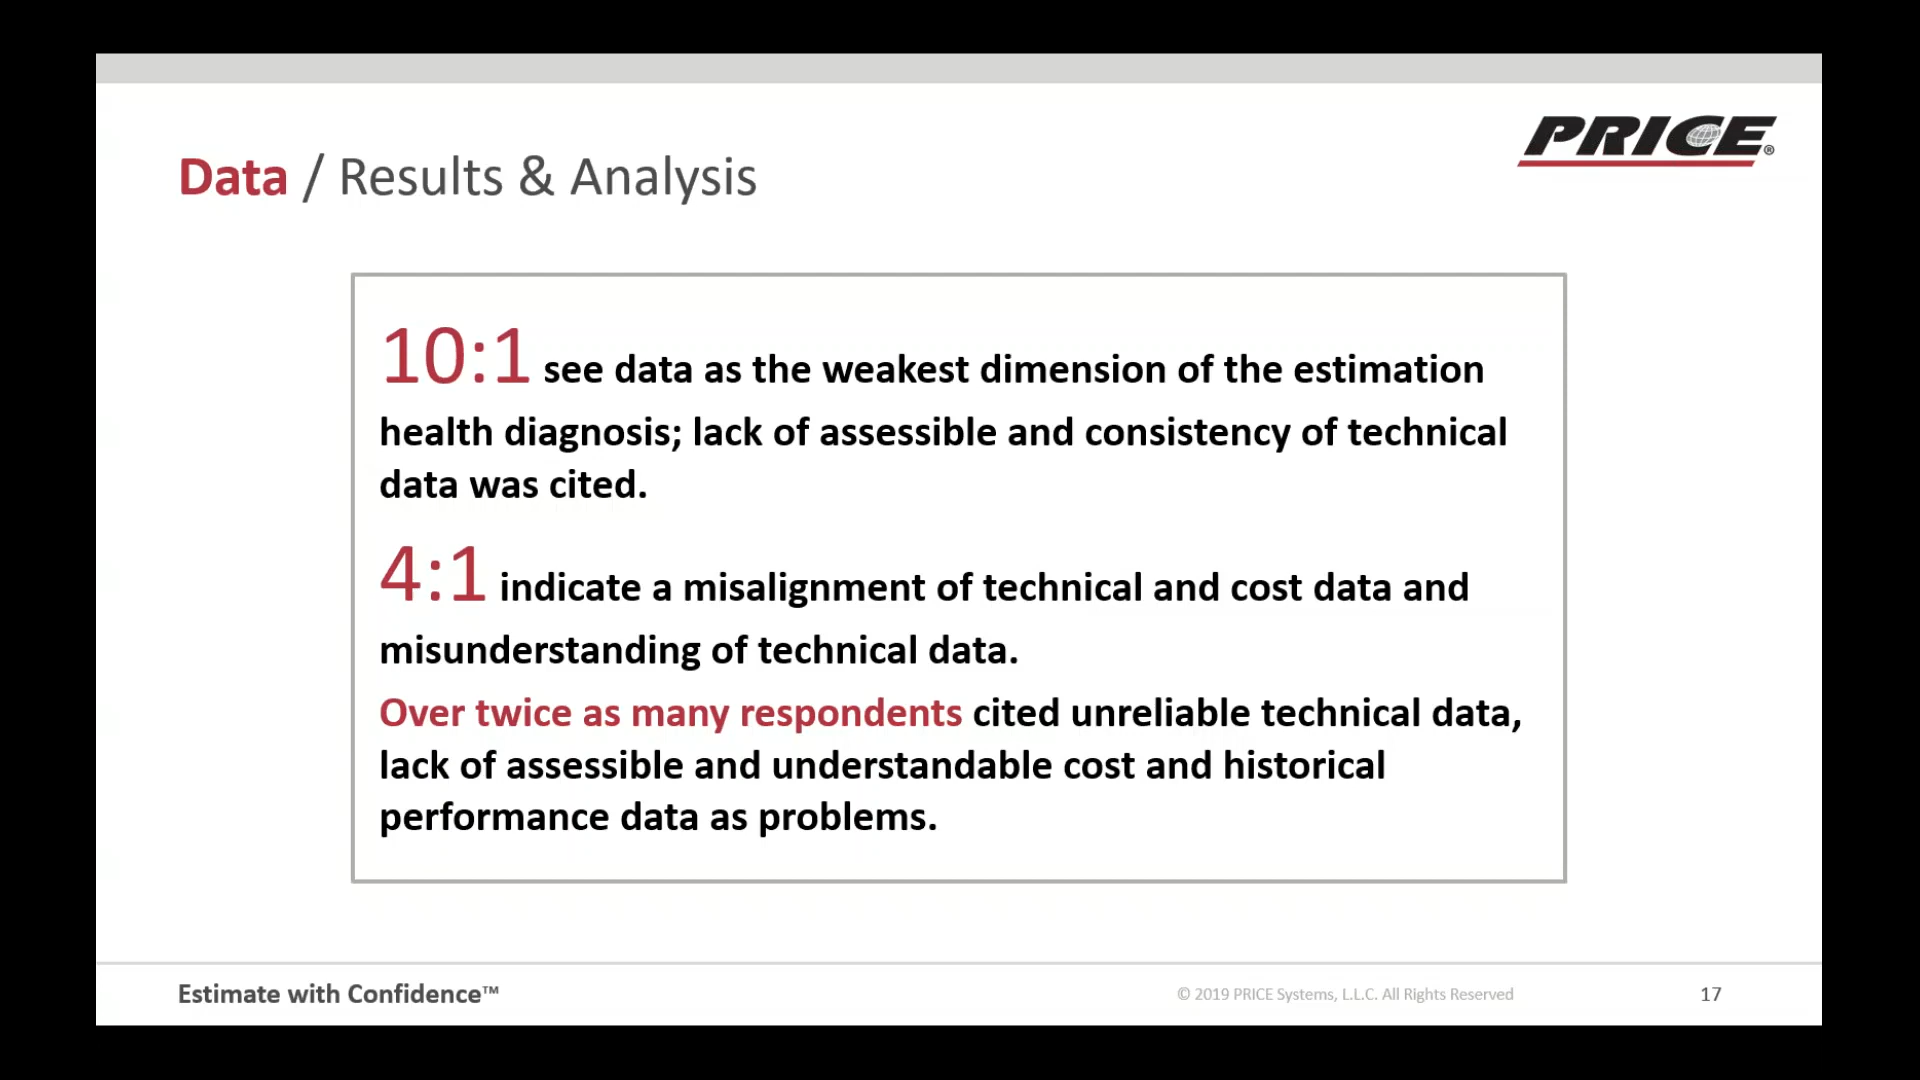 PRICE®
Data / Results & Analysis
10:1 see data as the weakest dimension of the estimation
health diagnosis; lack of assessible and consistency of technical
data was cited.
4:1 indicate a misalignment of technical and cost data and
misunderstanding of technical data.
Over twice as many respondents cited unreliable technical data,
lack of assessible and understandable cost and historical
performance data as problems.
Estimate with Confidence™
© 2019 PRICE Systems, L.L.C. All Rights Reserved
17